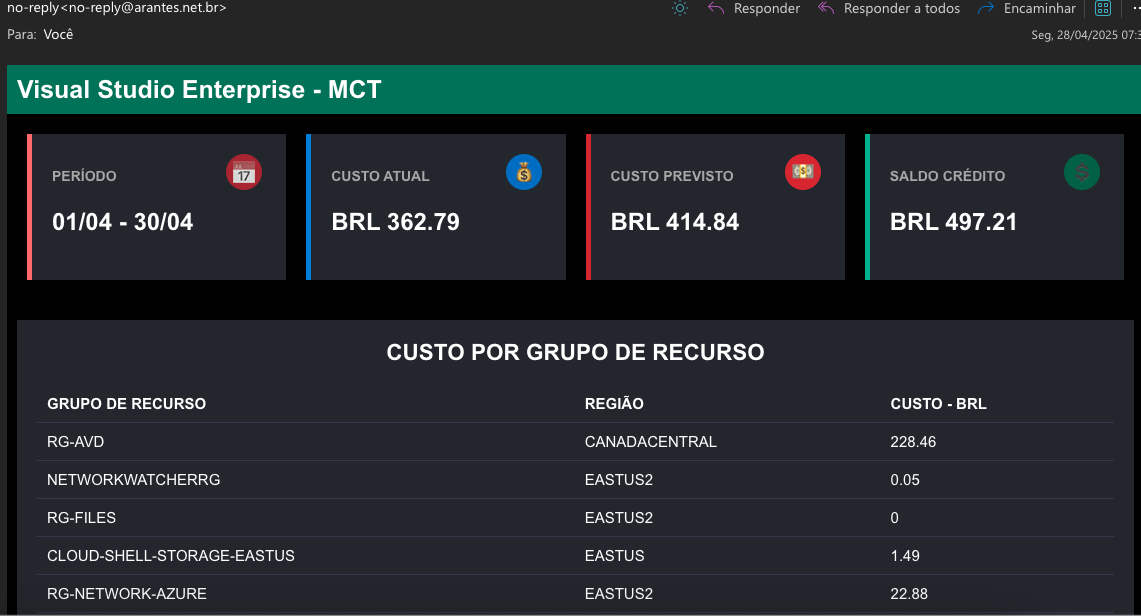 no-reply<no-reply@arantes.net.br>
Responder
Responder a todos
Encaminhar
Para: Você
Seg, 28/04/2025
Visual Studio Enterprise - MCT
PERÍODO
17
01/04 - 30/04
CUSTO ATUAL
BRL 362.79
CUSTO PREVISTO
BRL 414.84
SALDO CRÉDITO
BRL 497.21
CUSTO POR GRUPO DE RECURSO
GRUPO DE RECURSO REGIÃO CUSTO - BRL
RG-AVD CANADACENTRAL 228.46
NETWORKWATCHERRG EASTUS2 0.05
RG-FILES EASTUS2 0
CLOUD-SHELL-STORAGE-EASTUS EASTUS 1.49
RG-NETWORK-AZURE EASTUS2 22.88